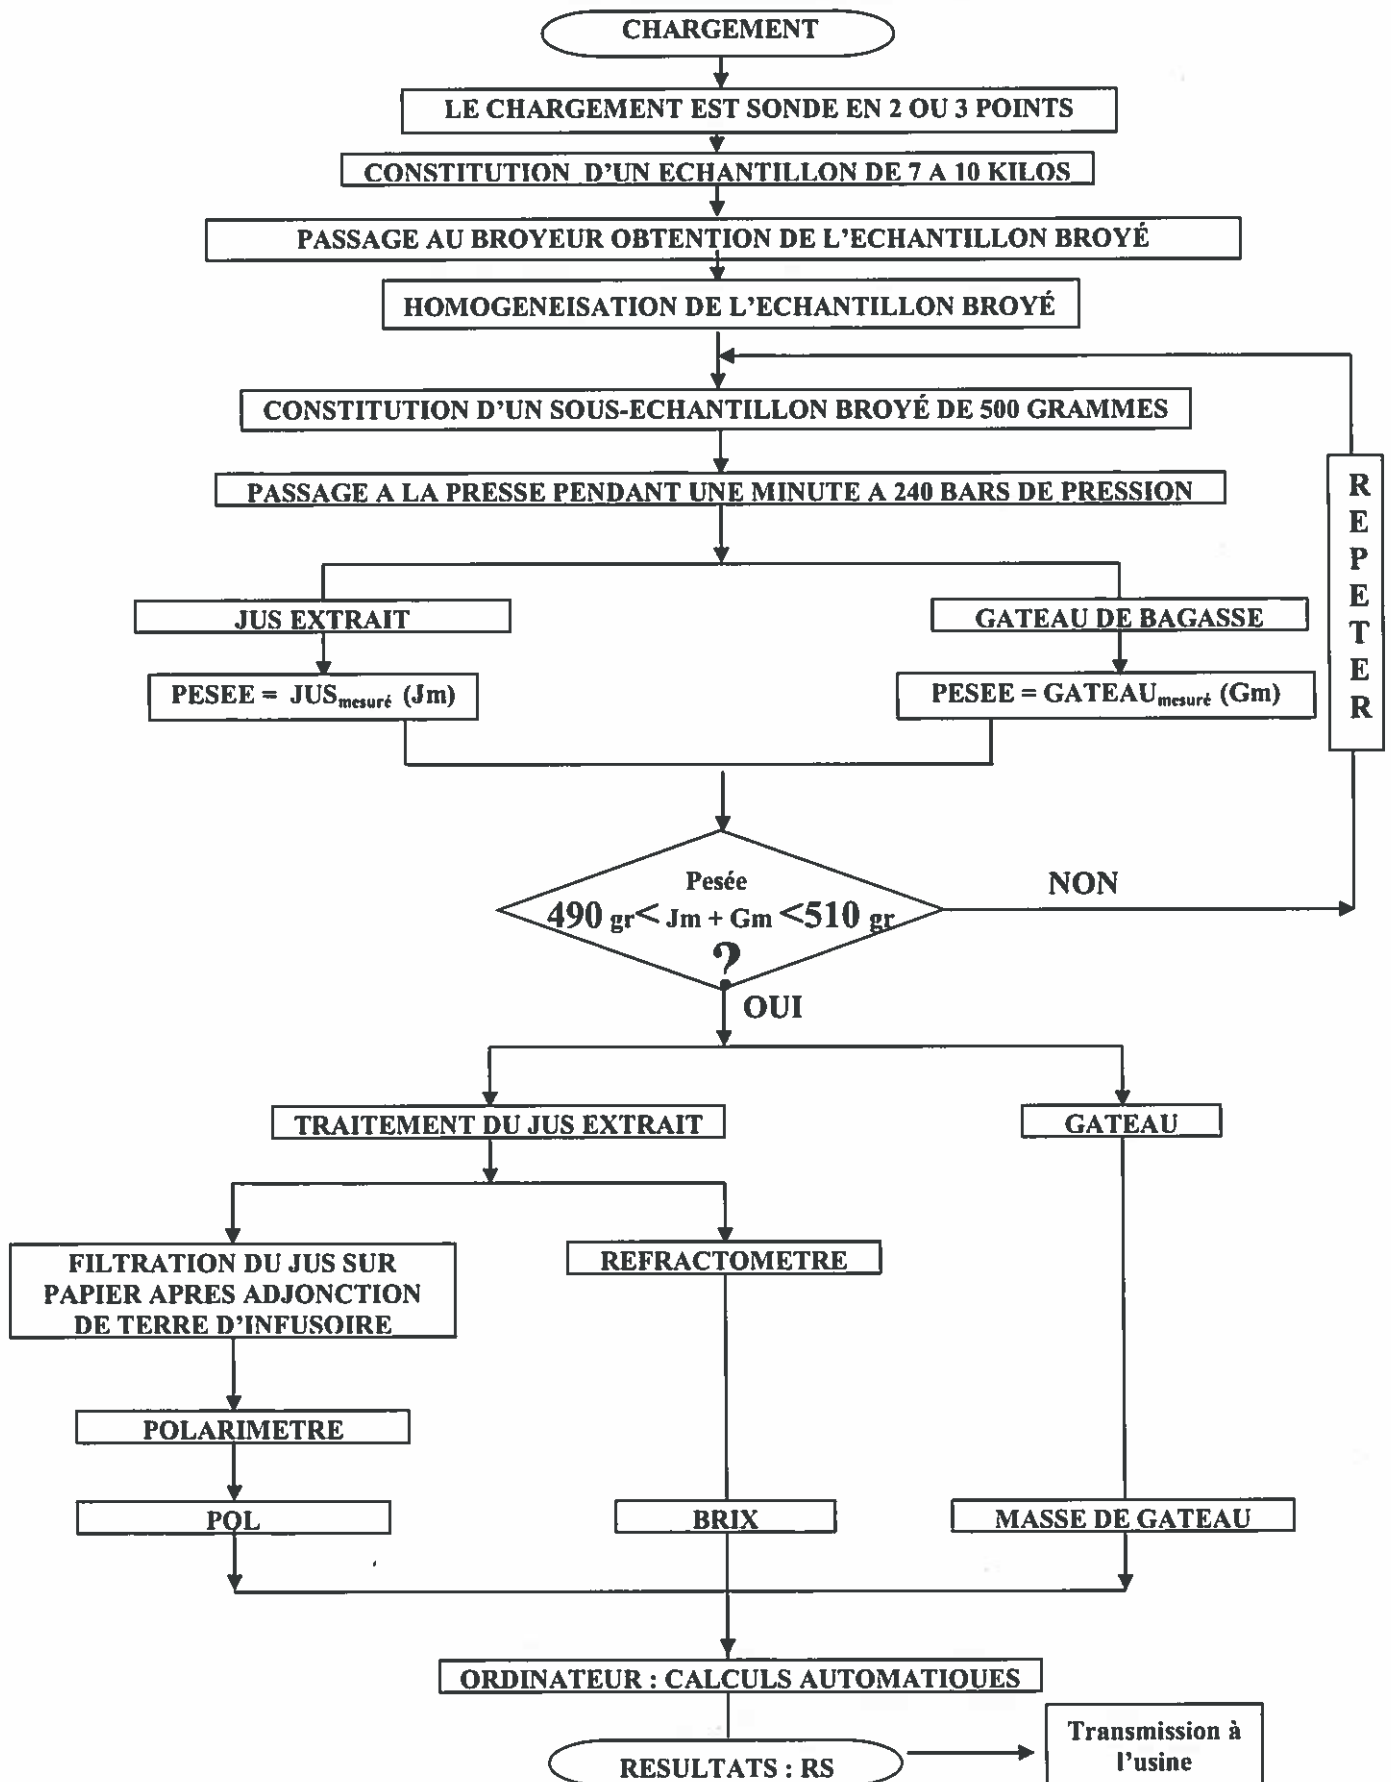 CHARGEMENT
LE CHARGEMENT EST SONDE EN 2 OU 3 POINTS
CONSTITUTION D'UN ECHANTILLON DE 7 A 10 KILOS
PASSAGE AU BROYEUR OBTENTION DE L'ECHANTILLON BROYÉ
HOMOGENEISATION DE L'ECHANTILLON BROYÉ
CONSTITUTION D'UN SOUS-ECHANTILLON BROYÉ DE 500 GRAMMES
PASSAGE A LA PRESSE PENDANT UNE MINUTE A 240 BARS DE PRESSION
R
E
P
E
T
E
R
JUS EXTRAIT
GATEAU DE BAGASSE
PESEE = JUSmesuré (Jm)
PESEE = GATEAUmesuré (Gm)
Pesée
490 gr< Jm + Gm <510 gr
?
NON
OUI
TRAITEMENT DU JUS EXTRAIT
GATEAU
FILTRATION DU JUS SUR
PAPIER APRES ADJONCTION
DE TERRE D'INFUSOIRE
REFRACTOMETRE
POLARIMETRE
POL
BRIX
MASSE DE GATEAU
ORDINATEUR : CALCULS AUTOMATIQUES
RESULTATS : RS
Transmission à
l'usine